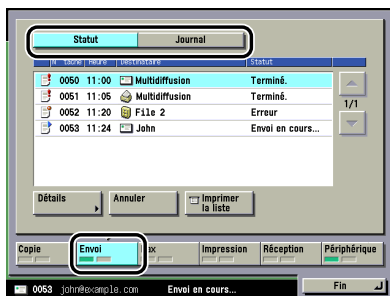 Statut Journal
N° tâche Heure Destinataire Statut
0050 11:00 Multidiffusion Terminé.
0051 11:05 Multidiffusion Terminé.
0052 11:20 File 2 Erreur
0053 11:24 John Envoi en cours...
1/1
Détails Annuler Imprimer
la liste
Copie Envoi Impression Réception Périphérique
0053 john@example.com Envoi en cours... Fin